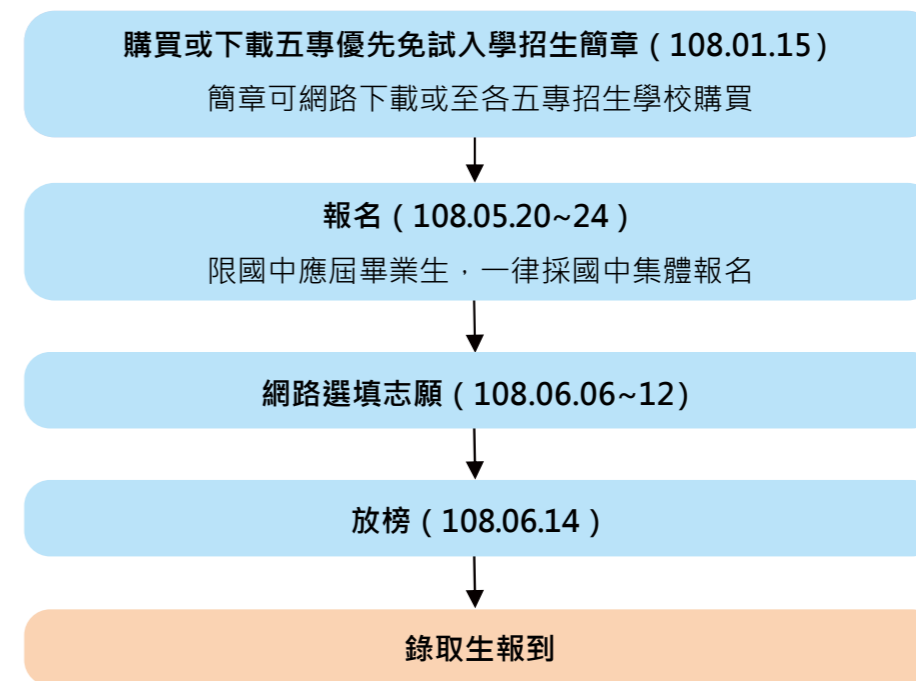 購買或下載五專優先免試入學招生簡章（108.01.15）
簡章可網路下載或至各五專招生學校購買
報名（108.05.20~24）
限國中應屆畢業生，一律採國中集體報名
網路選填志願（108.06.06~12）
放榜（108.06.14）
錄取生報到